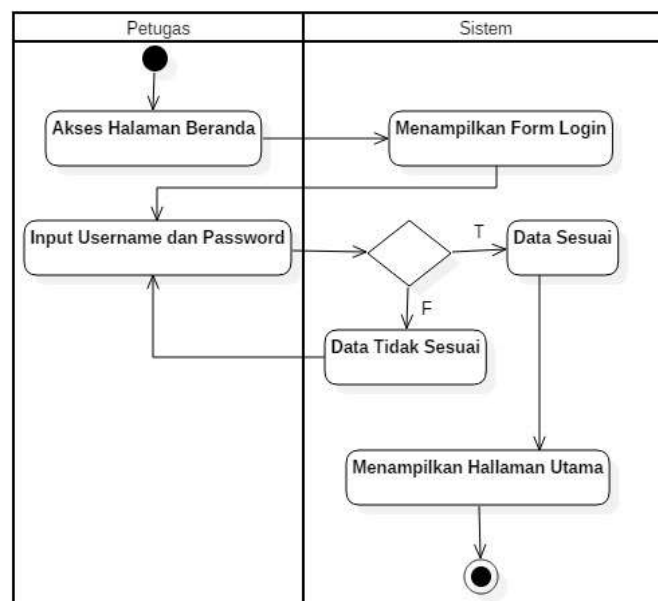 Petugas
Sistem
Akses Halaman Beranda
Menampilkan Form Login
Input Username dan Password
T
Data Sesuai
F
Data Tidak Sesuai
Menampilkan Hallaman Utama